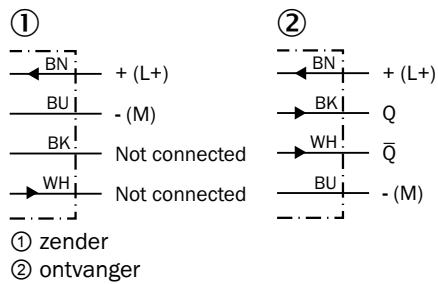 ①
BN + (L+)
BU - (M)
BK Not connected
WH Not connected
②
BN + (L+)
BK Q
WH Q̅
BU - (M)
① zender
② ontvanger